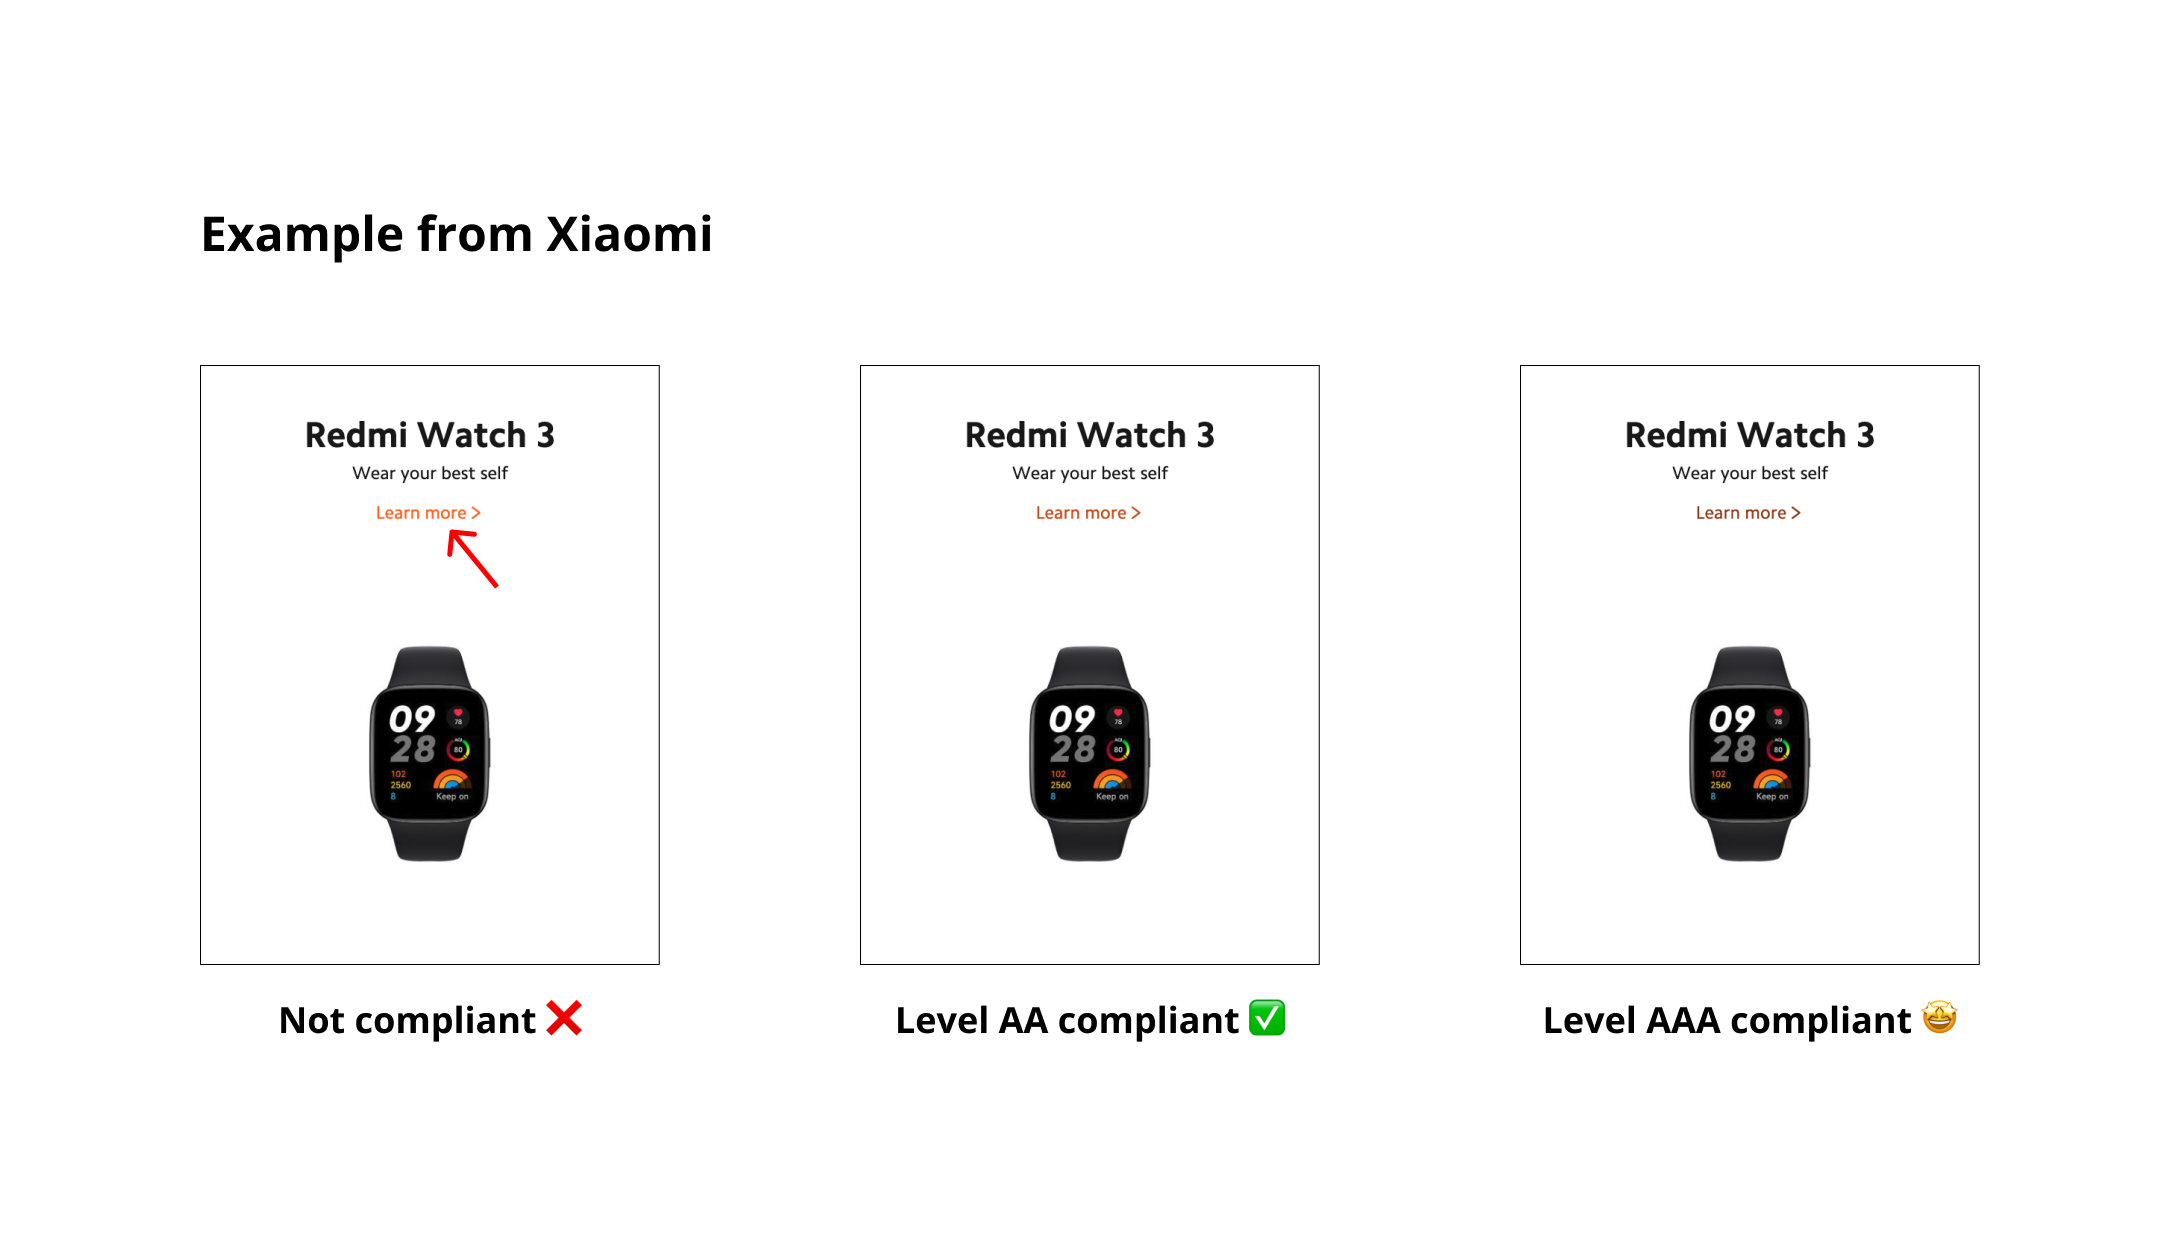 Example from Xiaomi
Redmi Watch 3
Wear your best self
Learn more >
09
28
78
AQI
80
102
2560
8
Keep on
Not compliant ❌
Redmi Watch 3
Wear your best self
Learn more >
09
28
78
AQI
80
102
2560
8
Keep on
Level AA compliant ✅
Redmi Watch 3
Wear your best self
Learn more >
09
28
78
AQI
80
102
2560
8
Keep on
Level AAA compliant 🤩